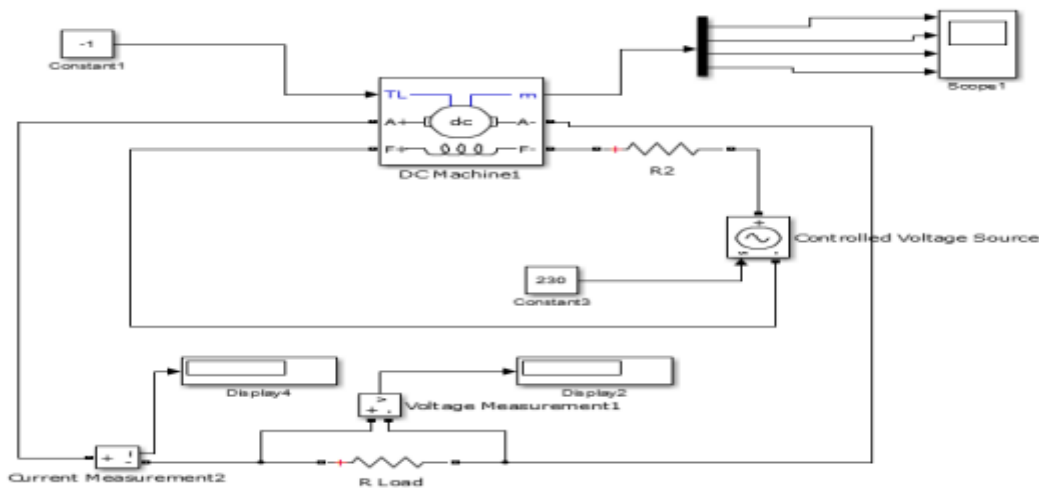 -1
Constant1
Scope1
TL
m
A+
dc
A-
F+
F-
DC Machine1
R2
+
s
-
Controlled Voltage Source
230
Constant3
Display4
Display2
v
+ -
Voltage Measurement1
+
i
-
Current Measurement2
+
R Load